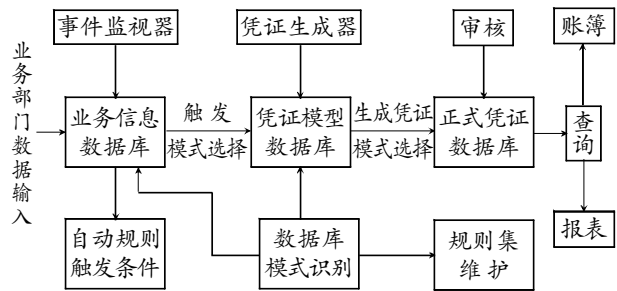 事件监视器
凭证生成器
审核
账簿
业务部门数据输入
业务信息
数据库
触发
模式选择
凭证模型
数据库
生成凭证
模式选择
正式凭证
数据库
查询
自动规则
触发条件
数据库
模式识别
规则集
维护
报表